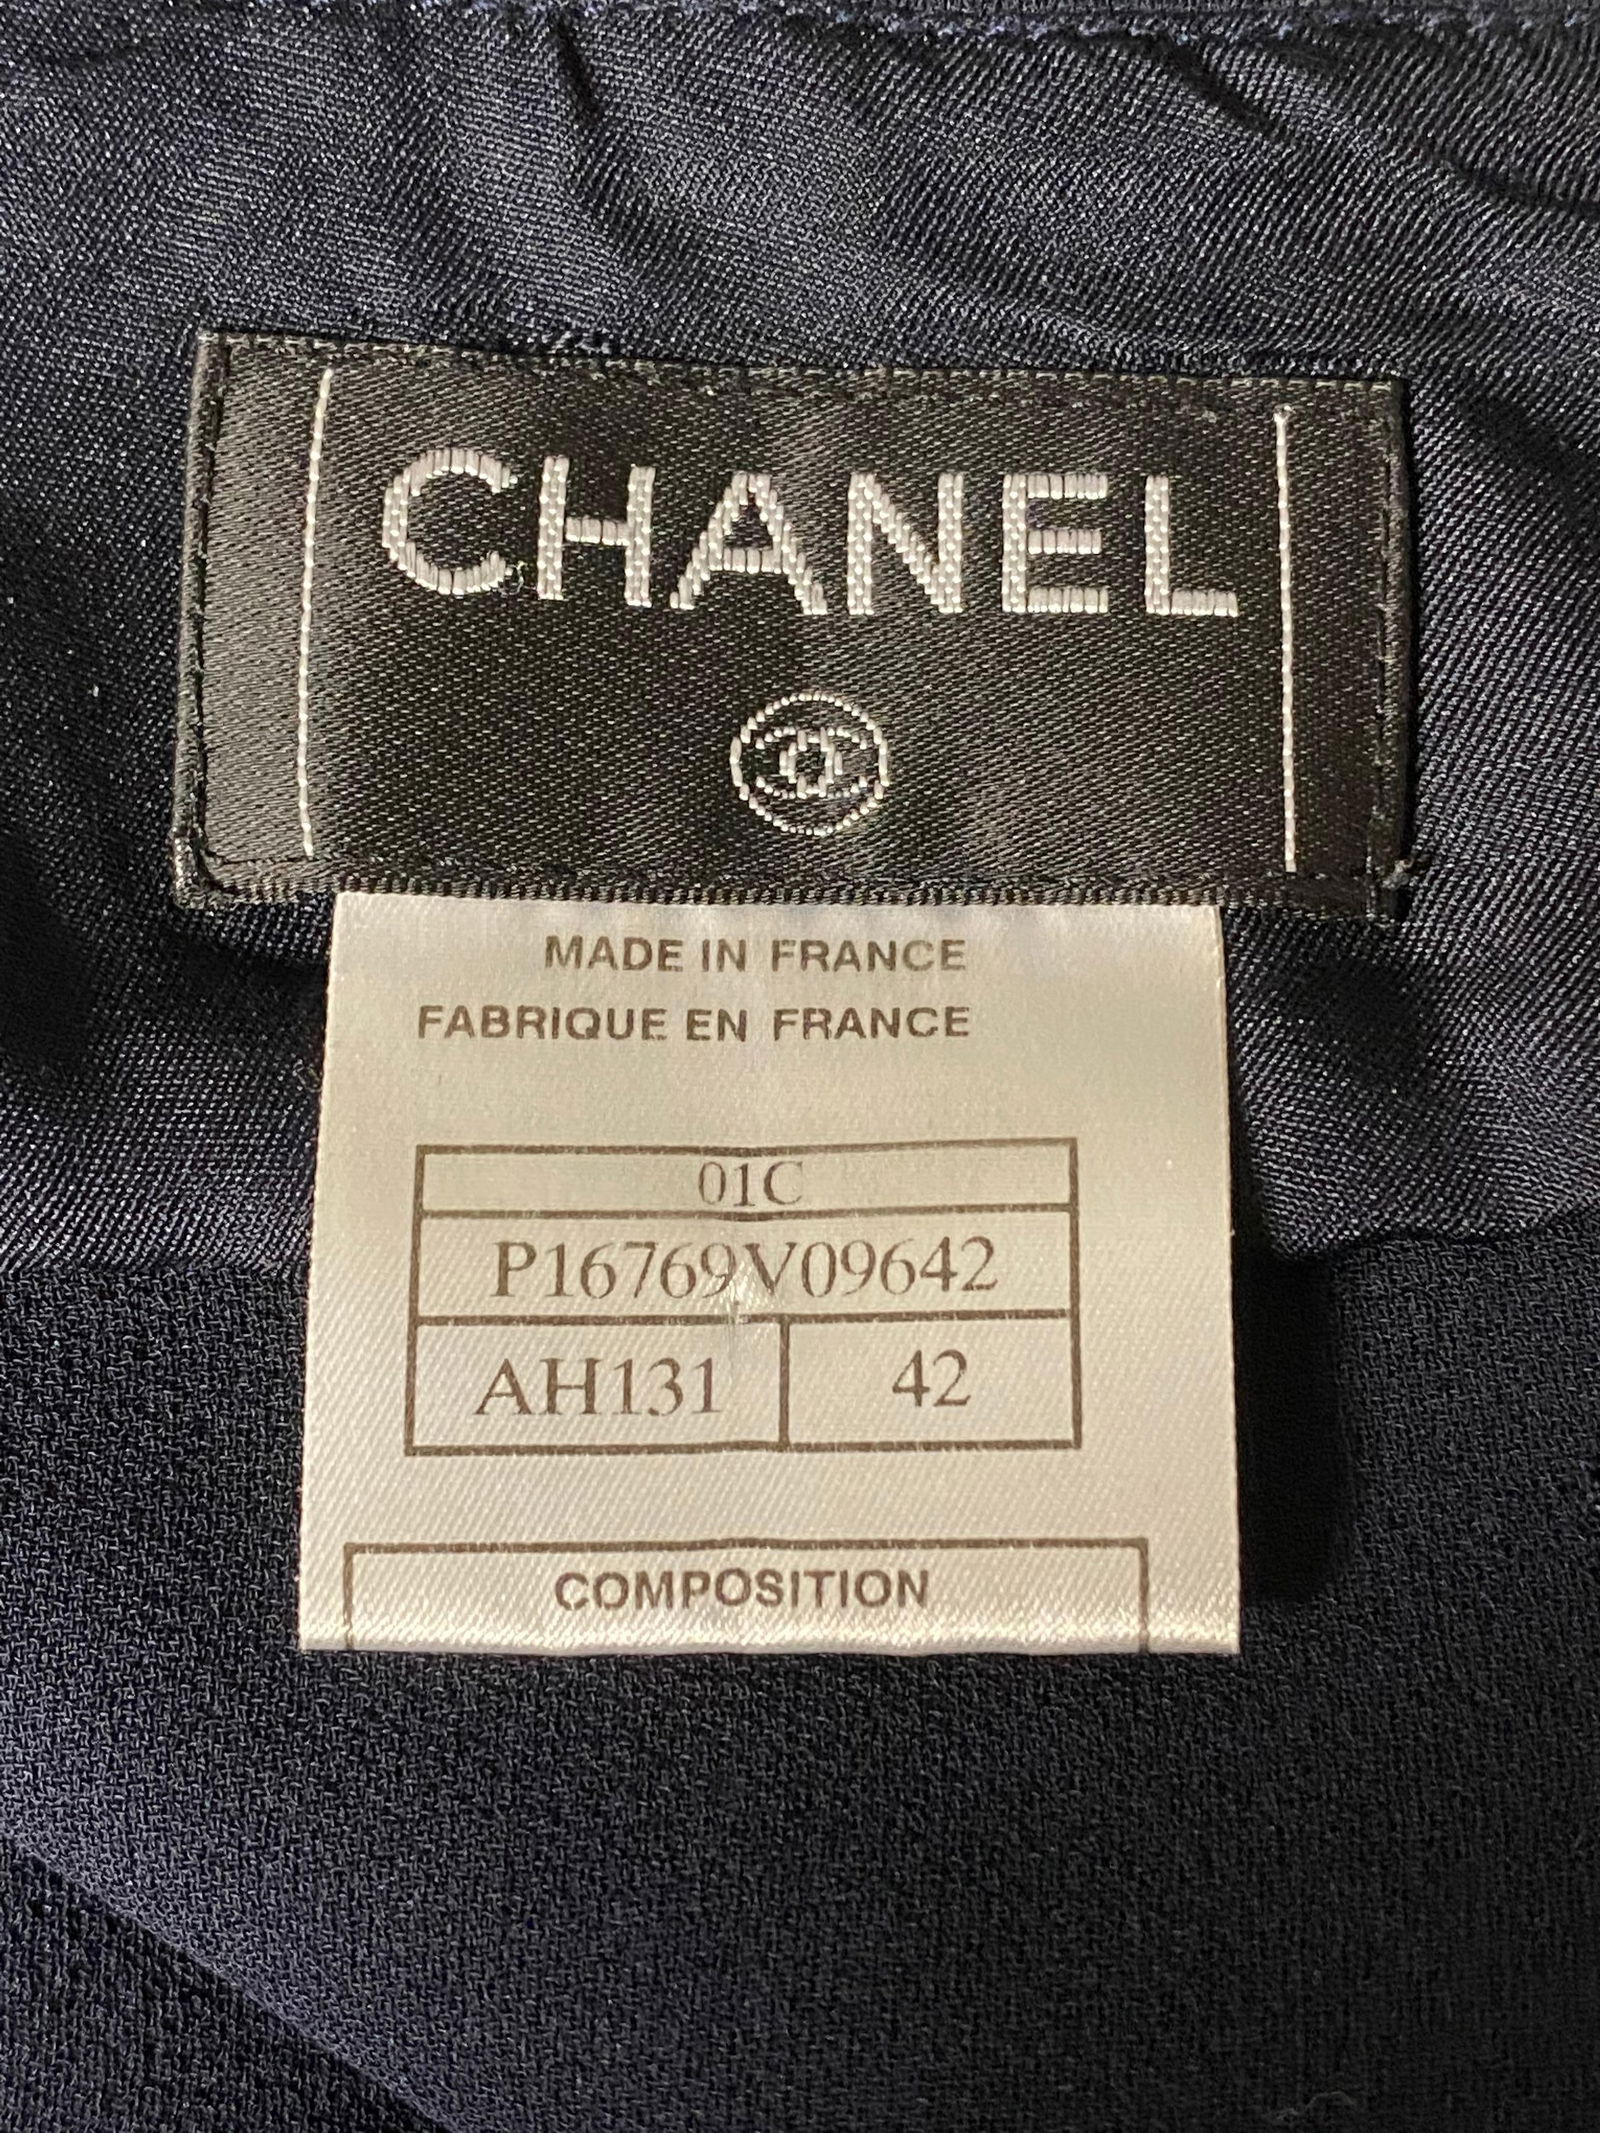 CHANEL
MADE IN FRANCE
FABRIQUE EN FRANCE
01C
P16769V09642
AH131 42
COMPOSITION